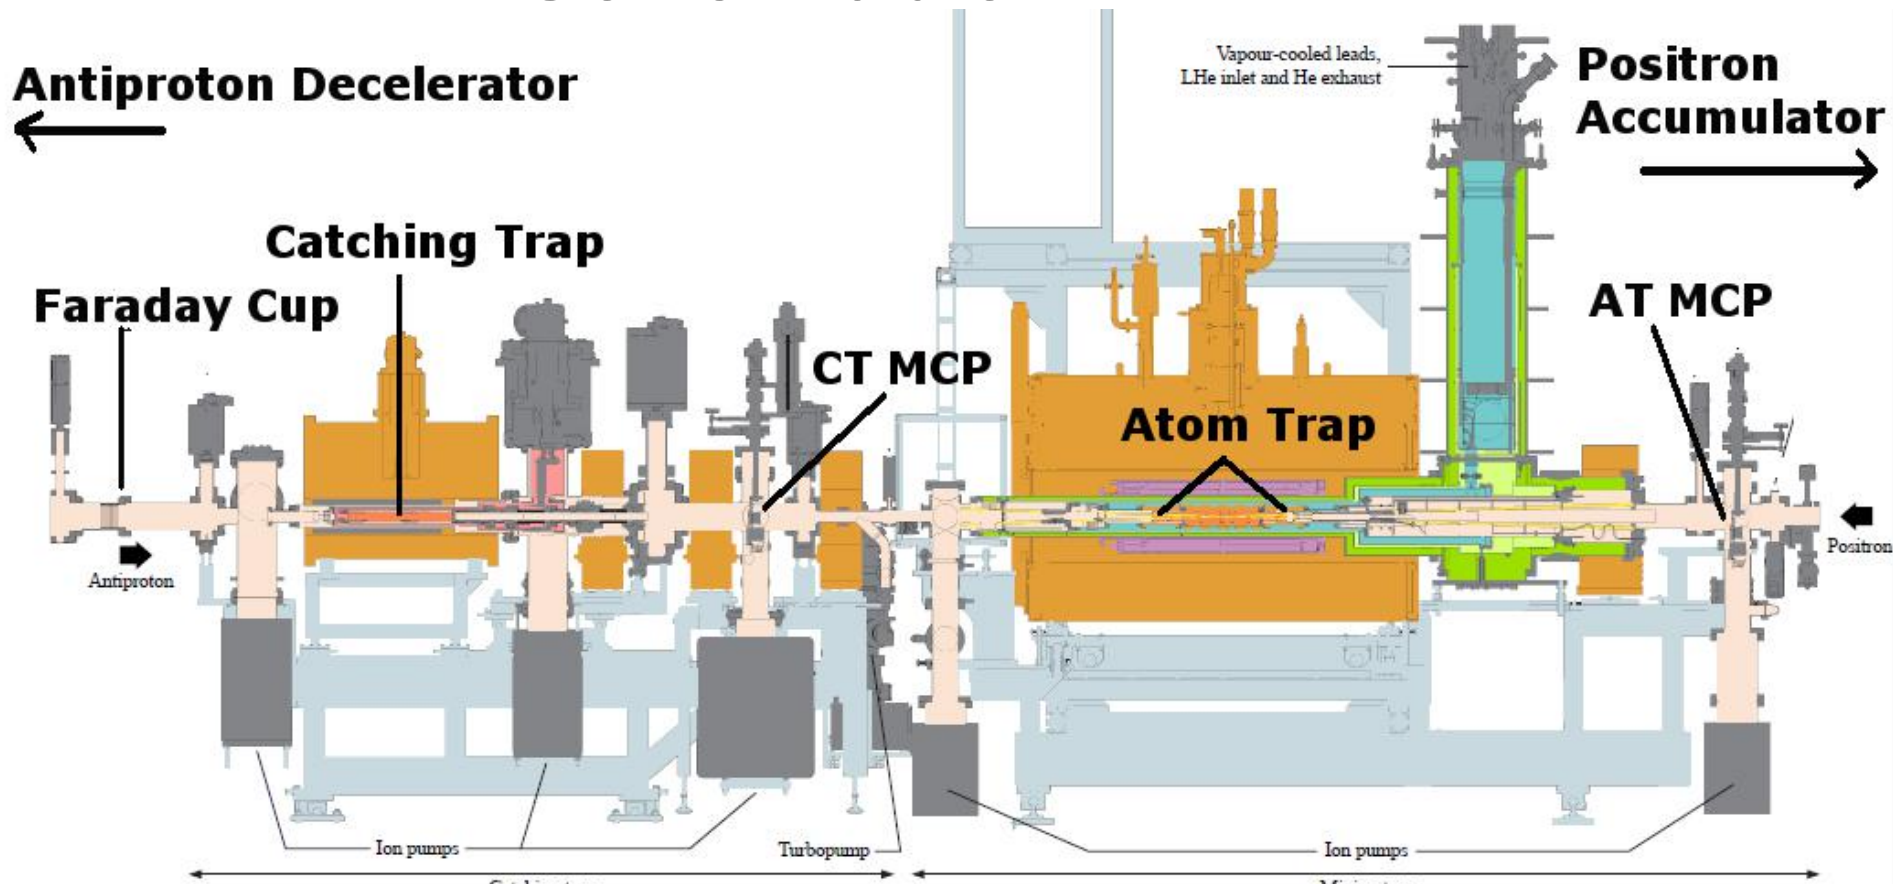 Vapour-cooled leads,
LHe inlet and He exhaust
Positron
Accumulator
Antiproton Decelerator
Catching Trap
Faraday Cup
CT MCP
Atom Trap
AT MCP
Antiproton
Positron
Ion pumps
Turbopump
Ion pumps